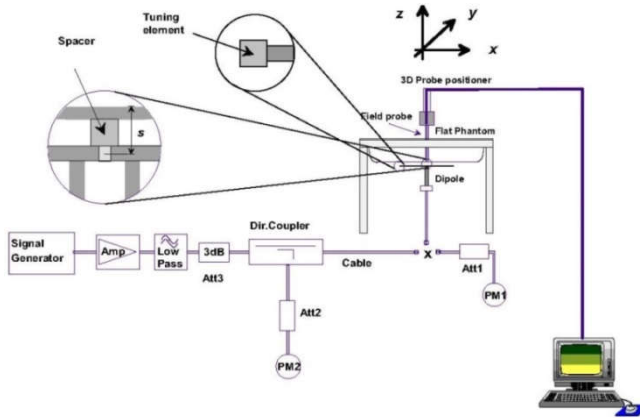 Tuning
element
Spacer
s
z
y
x
3D Probe positioner
Field probe
Flat Phantom
Dipole
Signal
Generator
Amp
Low
Pass
3dB
Att3
Dir.Coupler
Cable
x
Att1
PM1
Att2
PM2